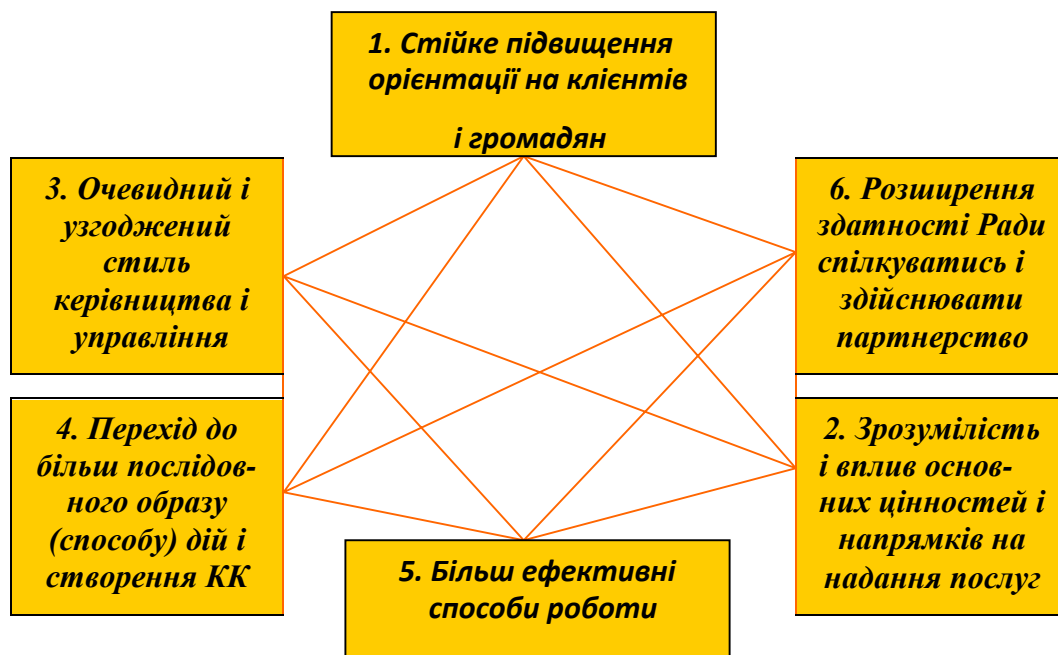 1. Стійке підвищення
орієнтації на клієнтів
і громадян
3. Очевидний і
узгоджений
стиль
керівництва і
управління
6. Розширення
здатності Ради
спілкуватись і
здійснювати
партнерство
4. Перехід до
більш послідов-
ного образу
(способу) дій і
створення КК
2. Зрозумілість
і вплив основ-
них цінностей і
напрямків на
надання послуг
5. Більш ефективні
способи роботи